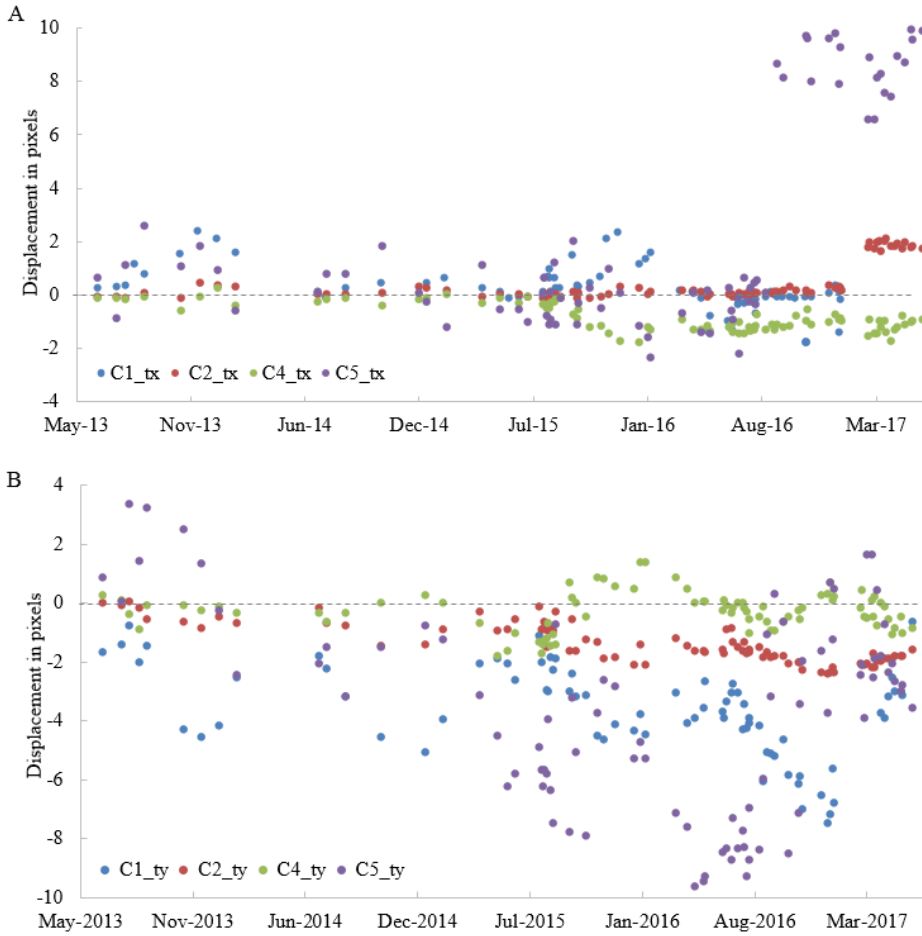 A
10
8
6
4
2
0
-2
-4
Displacement in pixels
C1_tx C2_tx C4_tx C5_tx
May-13 Nov-13 Jun-14 Dec-14 Jul-15 Jan-16 Aug-16 Mar-17
B
4
2
0
-2
-4
-6
-8
-10
Displacement in pixels
C1_ty C2_ty C4_ty C5_ty
May-2013 Nov-2013 Jun-2014 Dec-2014 Jul-2015 Jan-2016 Aug-2016 Mar-2017